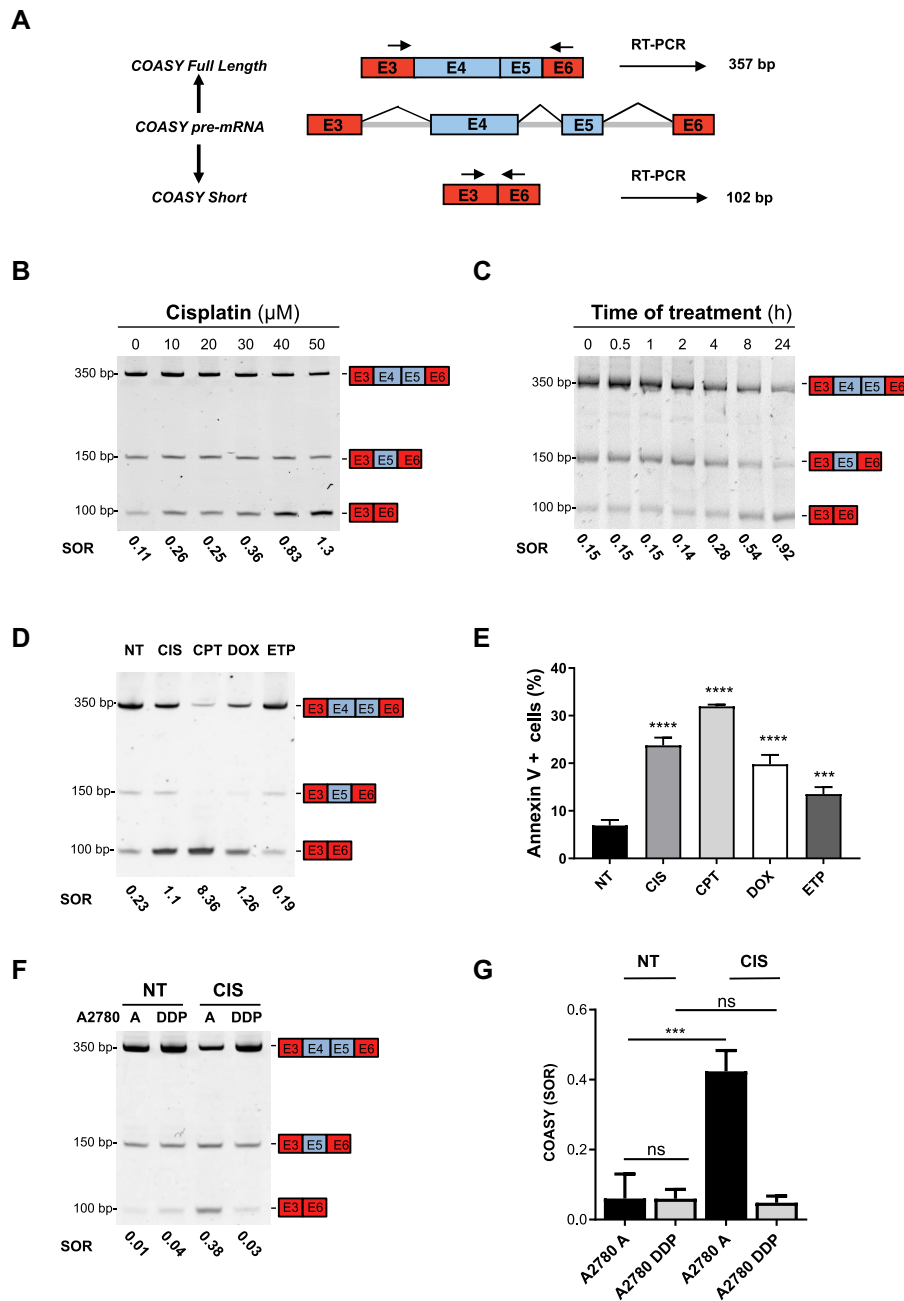 A
COASY Full Length
E3 E4 E5 E6
RT-PCR
357 bp
COASY pre-mRNA
E3 E4 E5 E6
COASY Short
E3 E6
RT-PCR
102 bp
B
Cisplatin (µM)
0 10 20 30 40 50
350 bp
E3 E4 E5 E6
150 bp
E3 E5 E6
100 bp
E3 E6
SOR
0.11 0.26 0.25 0.36 0.83 1.3
C
Time of treatment (h)
0 0.5 1 2 4 8 24
350 bp
E3 E4 E5 E6
150 bp
E3 E5 E6
100 bp
E3 E6
SOR
0.15 0.15 0.15 0.14 0.28 0.54 0.92
D
NT CIS CPT DOX ETP
350 bp
E3 E4 E5 E6
150 bp
E3 E5 E6
100 bp
E3 E6
SOR
0.23 1.1 8.36 1.26 0.19
E
Annexin V + cells (%)
40
30
20
10
0
**** **** **** ***
NT CIS CPT DOX ETP
F
NT CIS
A2780 A DDP A DDP
350 bp
E3 E4 E5 E6
150 bp
E3 E5 E6
100 bp
E3 E6
SOR
0.01 0.04 0.38 0.03
G
NT CIS
ns
***
ns
COASY (SOR)
0.6
0.4
0.2
0.0
A2780 A A2780 DDP A2780 A A2780 DDP